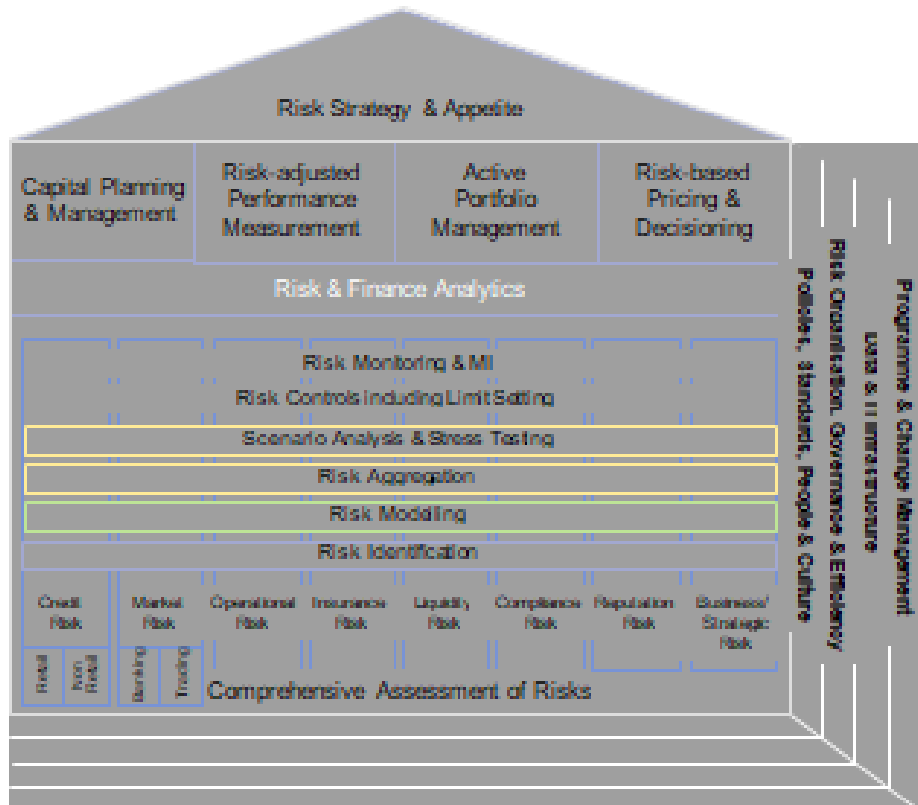 Risk Strategy & Appetite
Capital Planning
& Management
Risk-adjusted
Performance
Measurement
Active
Portfolio
Management
Risk-based
Pricing &
Decisioning
Risk & Finance Analytics
Risk Monitoring & MI
Risk Controls including Limit Setting
Scenario Analysis & Stress Testing
Risk Aggregation
Risk Modelling
Risk Identification
Credit
Risk
Market
Risk
Operational
Risk
Insurance
Risk
Liquidity
Risk
Compliance
Risk
Reputation
Risk
Business/
Strategic
Risk
Retail
Non
Retail
Banking
Trading
Comprehensive Assessment of Risks
Policies, Standards, People & Culture
Risk Organisation, Governance & Efficiency
Data & IT Infrastructure
Programme & Change Management